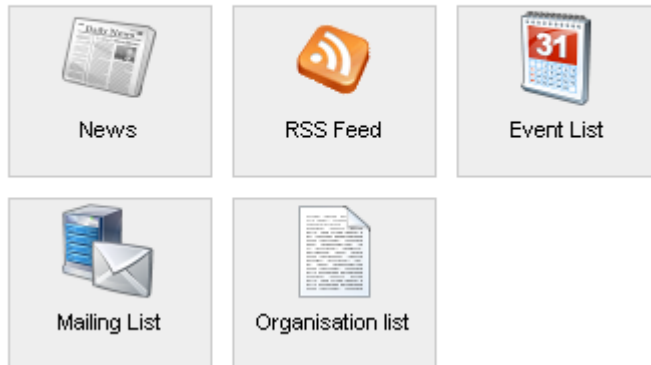 Daily News
News
RSS Feed
31
Event List
Mailing List
Organisation list